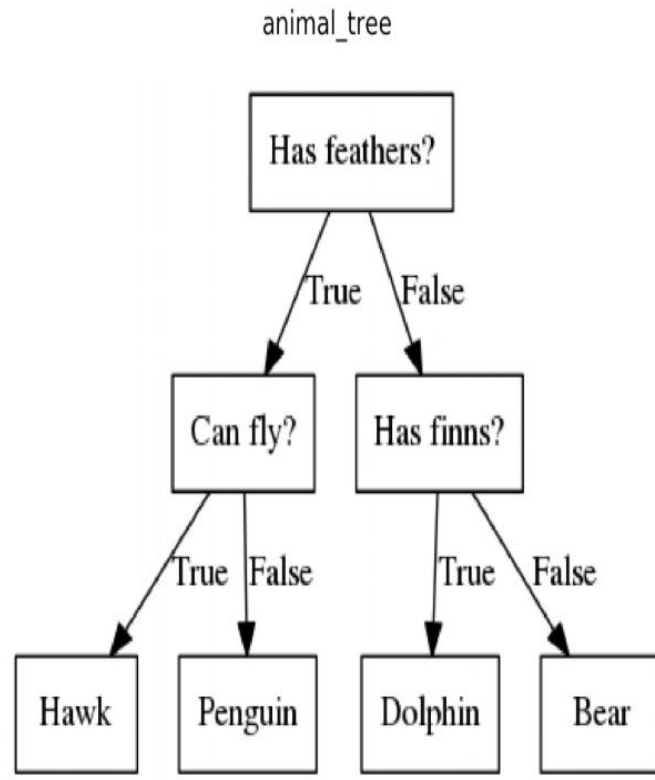 animal_tree
Has feathers?
True False
Can fly? Has finns?
True False True False
Hawk Penguin Dolphin Bear